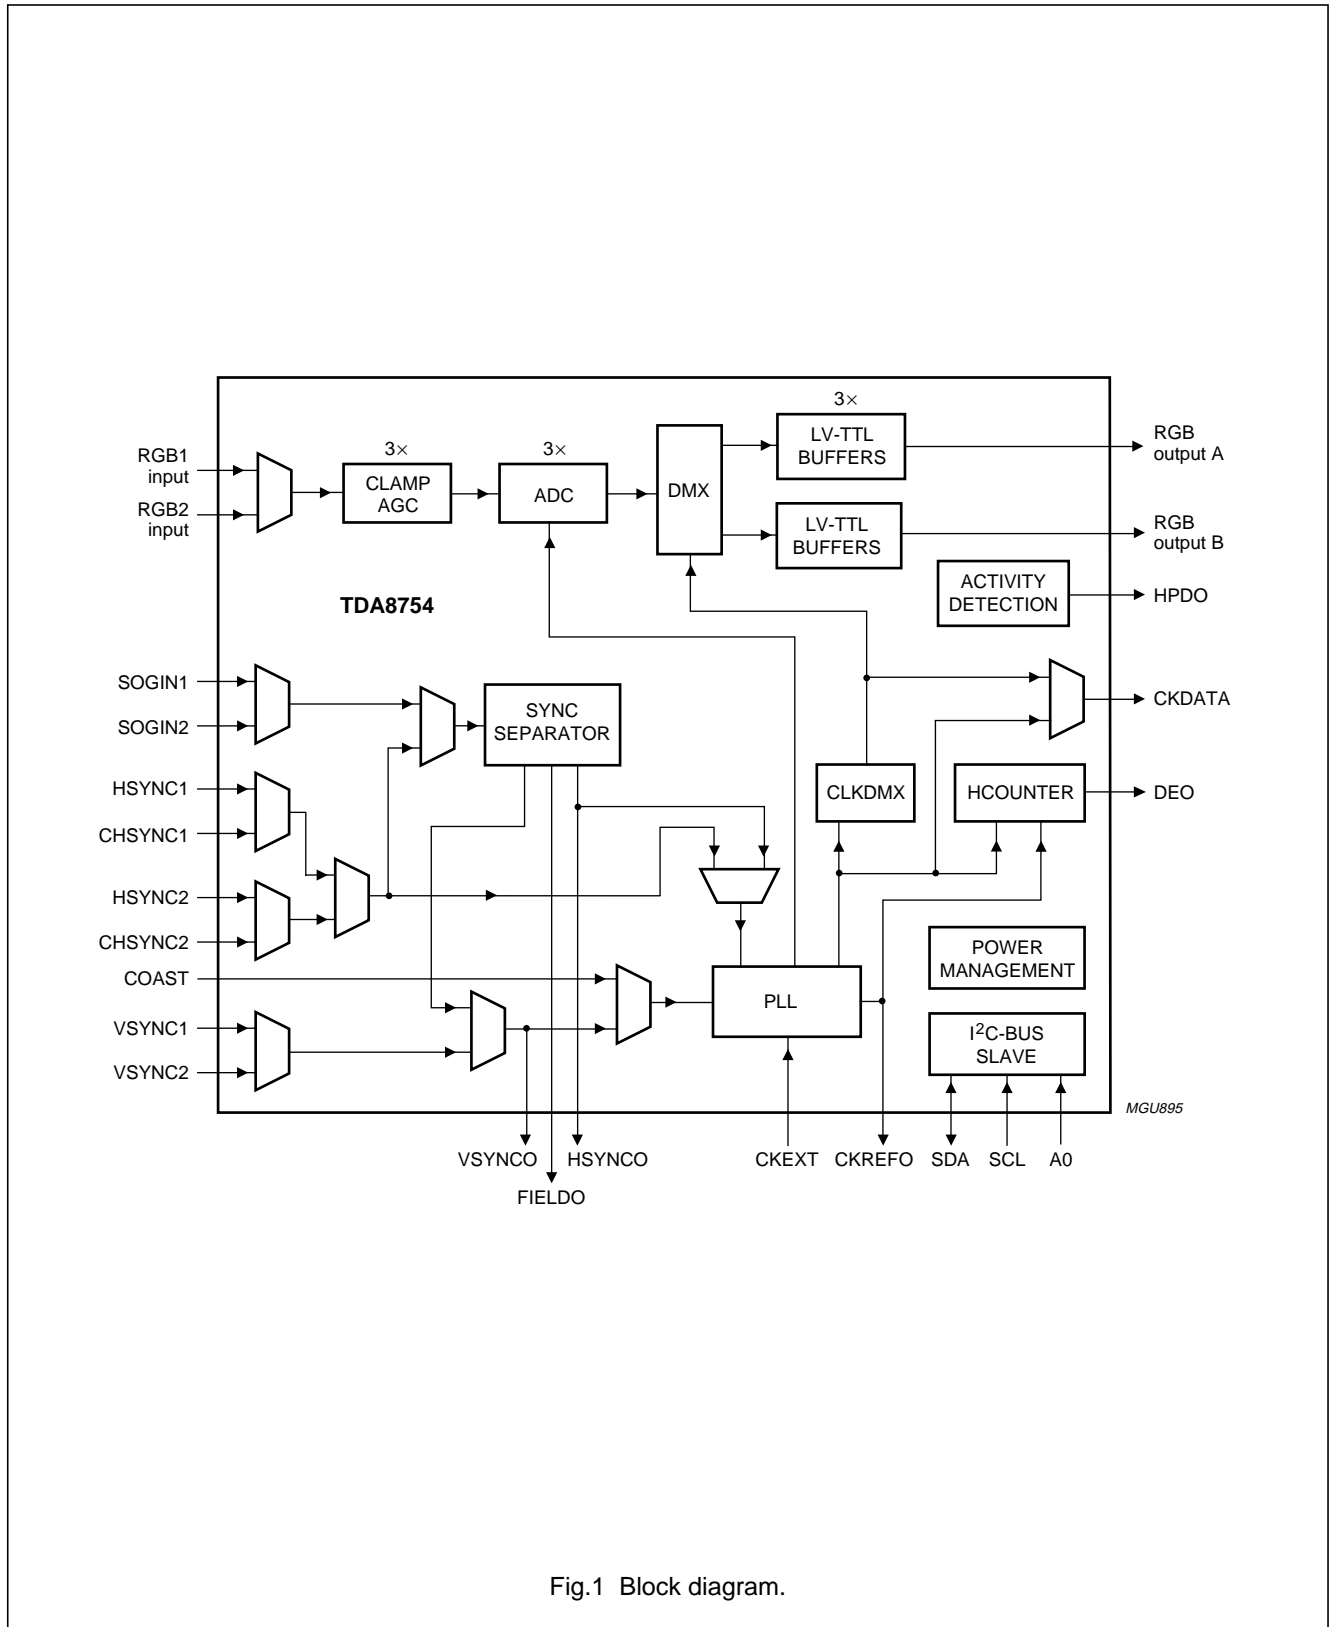 3×
RGB1
input
3×
CLAMP
AGC
3×
ADC
DMX
LV-TTL
BUFFERS
RGB
output A
RGB2
input
LV-TTL
BUFFERS
RGB
output B
TDA8754
ACTIVITY
DETECTION
HPDO
SOGIN1
SOGIN2
SYNC
SEPARATOR
CKDATA
HSYNC1
CHSYNC1
CLKDMX
HCOUNTER
DEO
HSYNC2
CHSYNC2
COAST
PLL
POWER
MANAGEMENT
VSYNC1
VSYNC2
I²C-BUS
SLAVE
MGU895
VSYNCO
HSYNCO
CKEXT
CKREFO
SDA
SCL
A0
FIELDO
Fig.1 Block diagram.